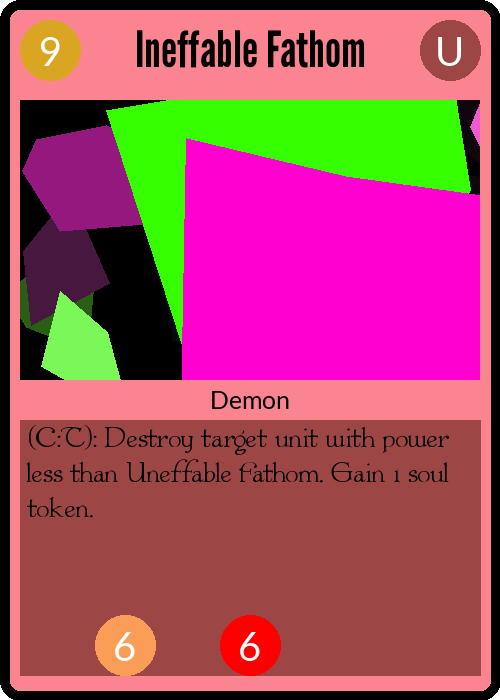 9
Ineffable Fathom
U
Demon
(C:T): Destroy target unit with power
less than Uneffable Fathom. Gain 1 soul
token.
6
6